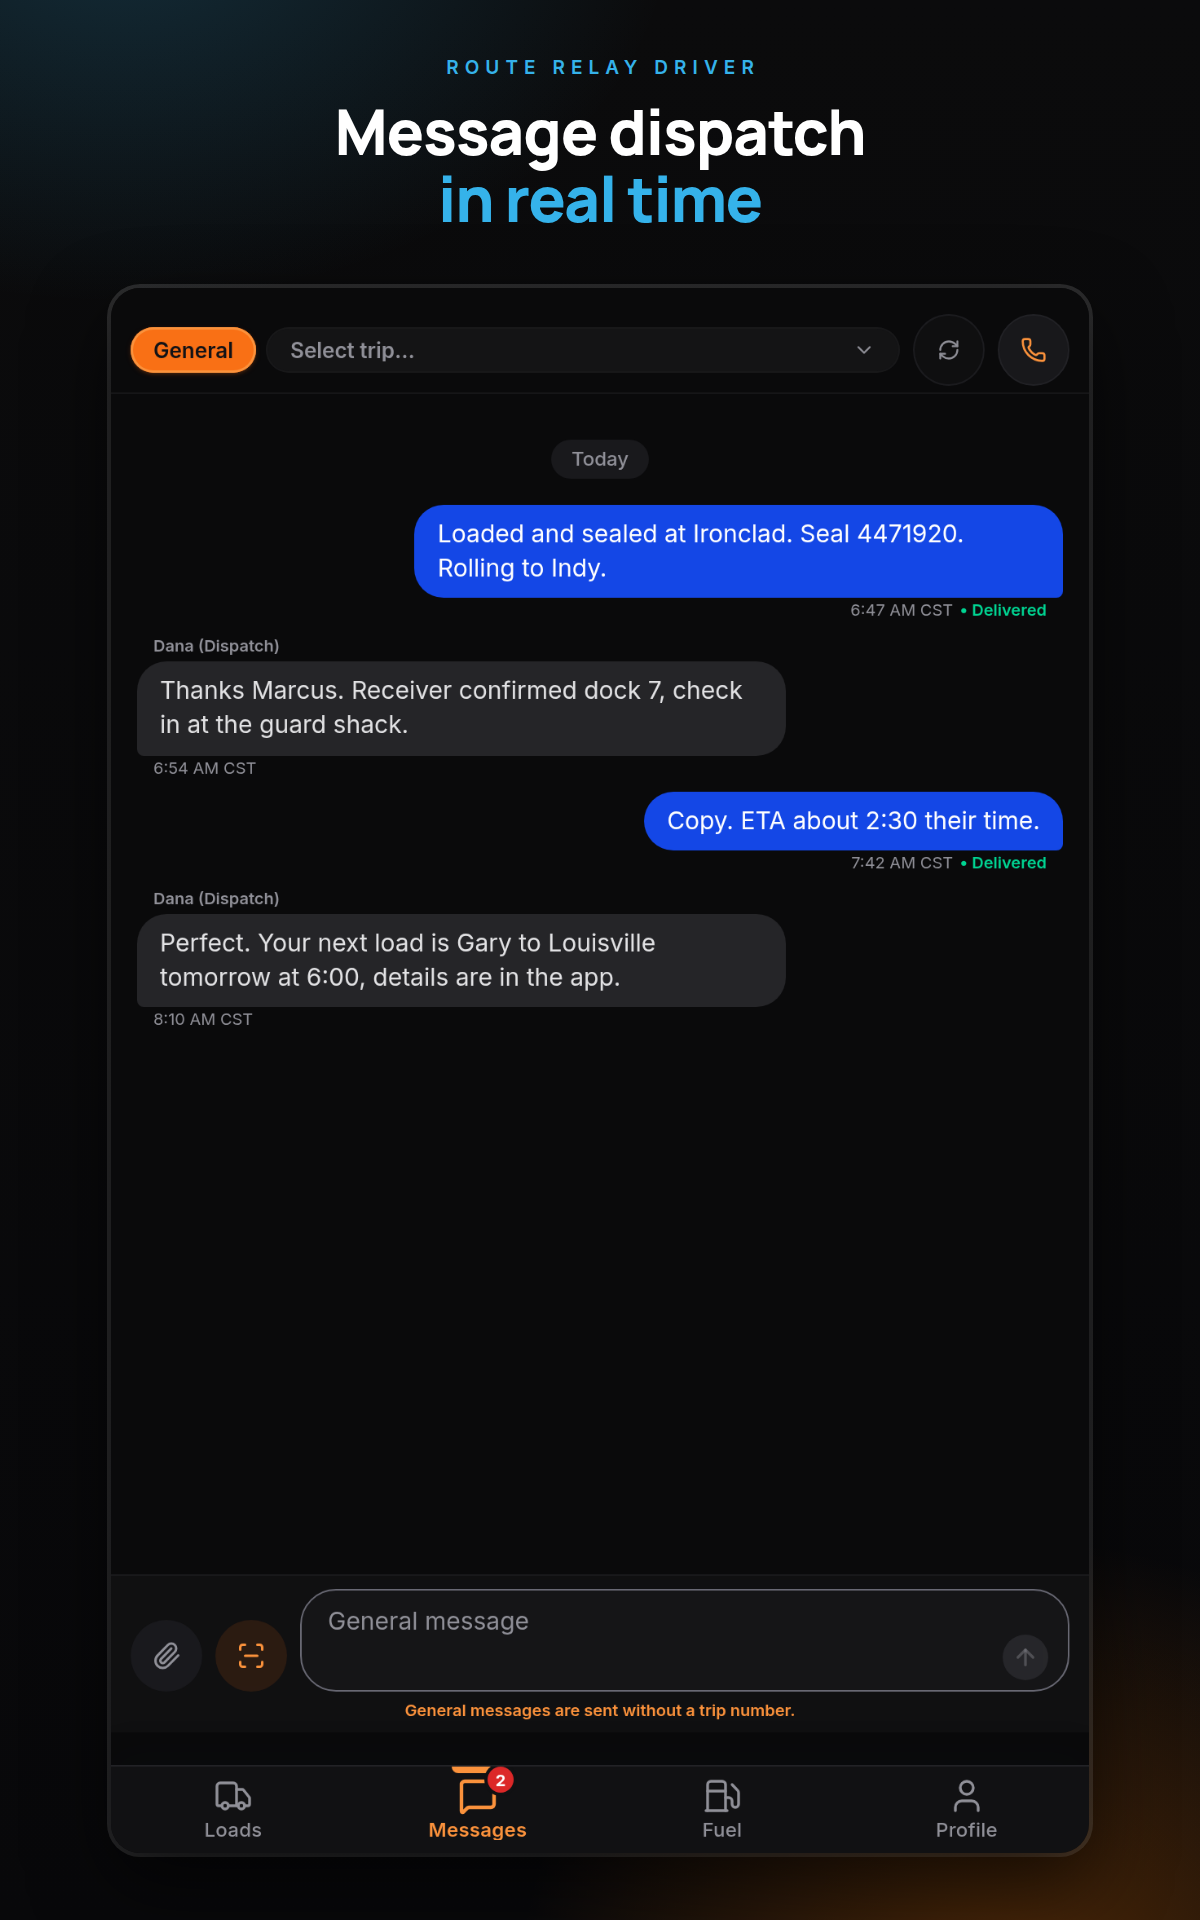 ROUTE RELAY DRIVER
Message dispatch
in real time
General
Select trip...
Today
Loaded and sealed at Ironclad. Seal 4471920.
Rolling to Indy.
6:47 AM CST • Delivered
Dana (Dispatch)
Thanks Marcus. Receiver confirmed dock 7, check
in at the guard shack.
6:54 AM CST
Copy. ETA about 2:30 their time.
7:42 AM CST • Delivered
Dana (Dispatch)
Perfect. Your next load is Gary to Louisville
tomorrow at 6:00, details are in the app.
8:10 AM CST
General message
General messages are sent without a trip number.
2
Loads
Messages
Fuel
Profile